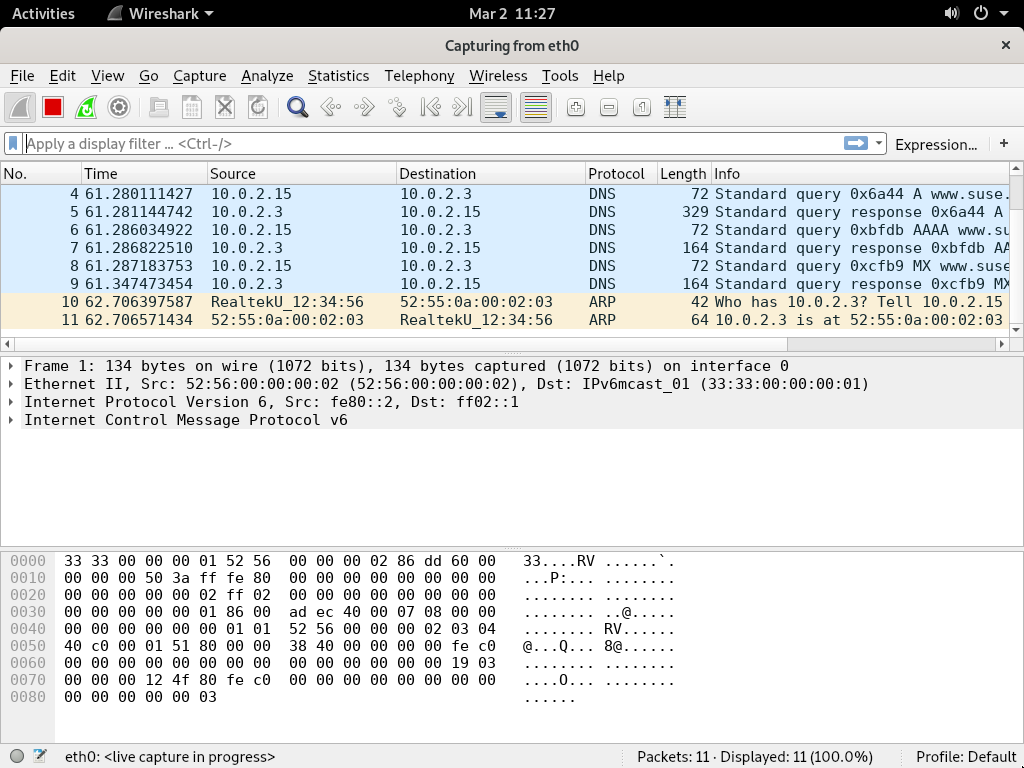 Activities Wireshark Mar 2 11:27
Capturing from eth0 ×
File Edit View Go Capture Analyze Statistics Telephony Wireless Tools Help
Apply a display filter ... <Ctrl-/> Expression... +
No. Time Source Destination Protocol Length Info
4 61.280111427 10.0.2.15 10.0.2.3 DNS 72 Standard query 0x6a44 A www.suse.
5 61.281144742 10.0.2.3 10.0.2.15 DNS 329 Standard query response 0x6a44 A
6 61.286034922 10.0.2.15 10.0.2.3 DNS 72 Standard query 0xbfdb AAAA www.su
7 61.286822510 10.0.2.3 10.0.2.15 DNS 164 Standard query response 0xbfdb AA
8 61.287183753 10.0.2.15 10.0.2.3 DNS 72 Standard query 0xcfb9 MX www.suse
9 61.347473454 10.0.2.3 10.0.2.15 DNS 164 Standard query response 0xcfb9 MX
10 62.706397587 RealtekU_12:34:56 52:55:0a:00:02:03 ARP 42 Who has 10.0.2.3? Tell 10.0.2.15
11 62.706571434 52:55:0a:00:02:03 RealtekU_12:34:56 ARP 64 10.0.2.3 is at 52:55:0a:00:02:03
Frame 1: 134 bytes on wire (1072 bits), 134 bytes captured (1072 bits) on interface 0
Ethernet II, Src: 52:56:00:00:00:02 (52:56:00:00:00:02), Dst: IPv6mcast_01 (33:33:00:00:00:01)
Internet Protocol Version 6, Src: fe80::2, Dst: ff02::1
Internet Control Message Protocol v6
0000 33 33 00 00 00 01 52 56 00 00 00 02 86 dd 60 00 33....RV ......`.
0010 00 00 00 50 3a ff fe 80 00 00 00 00 00 00 00 00 ...P:... ........
0020 00 00 00 00 00 02 ff 02 00 00 00 00 00 00 00 00 ........ ........
0030 00 00 00 00 00 01 86 00 ad ec 40 00 07 08 00 00 ........ ..@.....
0040 00 00 00 00 00 00 01 01 52 56 00 00 00 02 03 04 ........ RV......
0050 40 c0 00 01 51 80 00 00 38 40 00 00 00 00 fe c0 @...Q... 8@......
0060 00 00 00 00 00 00 00 00 00 00 00 00 00 00 19 03 ........ ........
0070 00 00 00 12 4f 80 fe c0 00 00 00 00 00 00 00 00 ....O... ........
0080 00 00 00 00 00 03 ......
eth0: <live capture in progress> Packets: 11 · Displayed: 11 (100.0%) Profile: Default